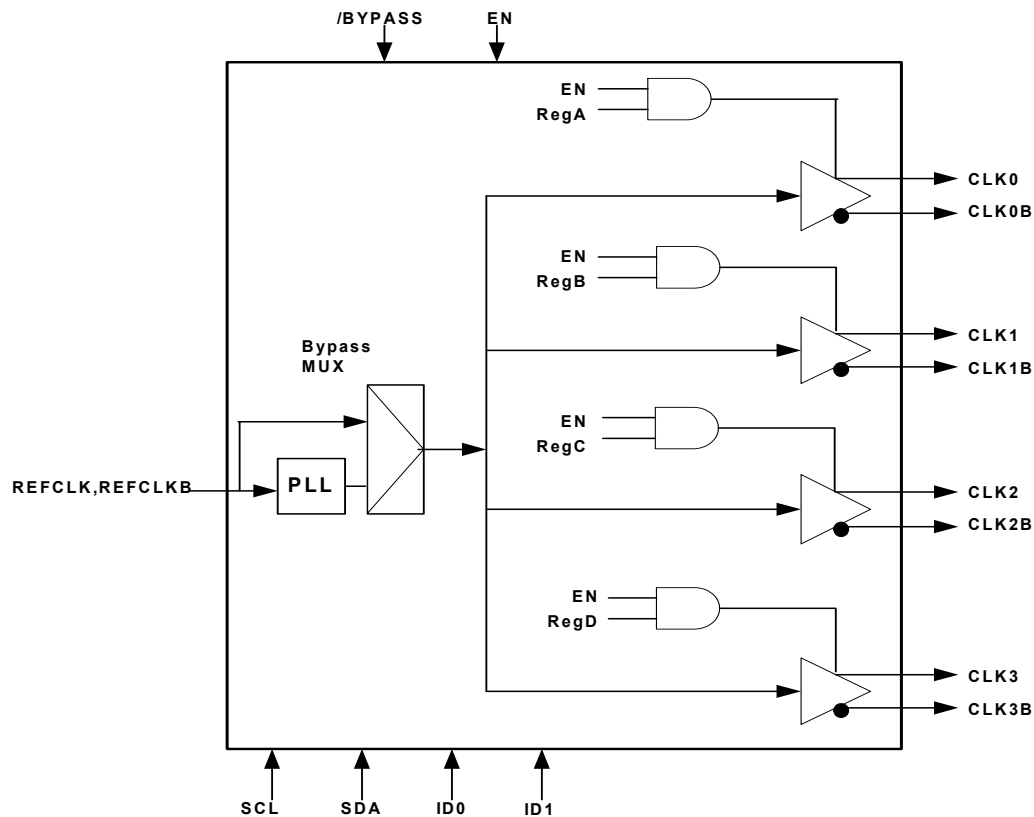 /BYPASS EN
EN
RegA
CLK0
CLK0B
EN
RegB
CLK1
CLK1B
Bypass
MUX
EN
RegC
REFCLK,REFCLKB
PLL
CLK2
CLK2B
EN
RegD
CLK3
CLK3B
SCL SDA ID0 ID1